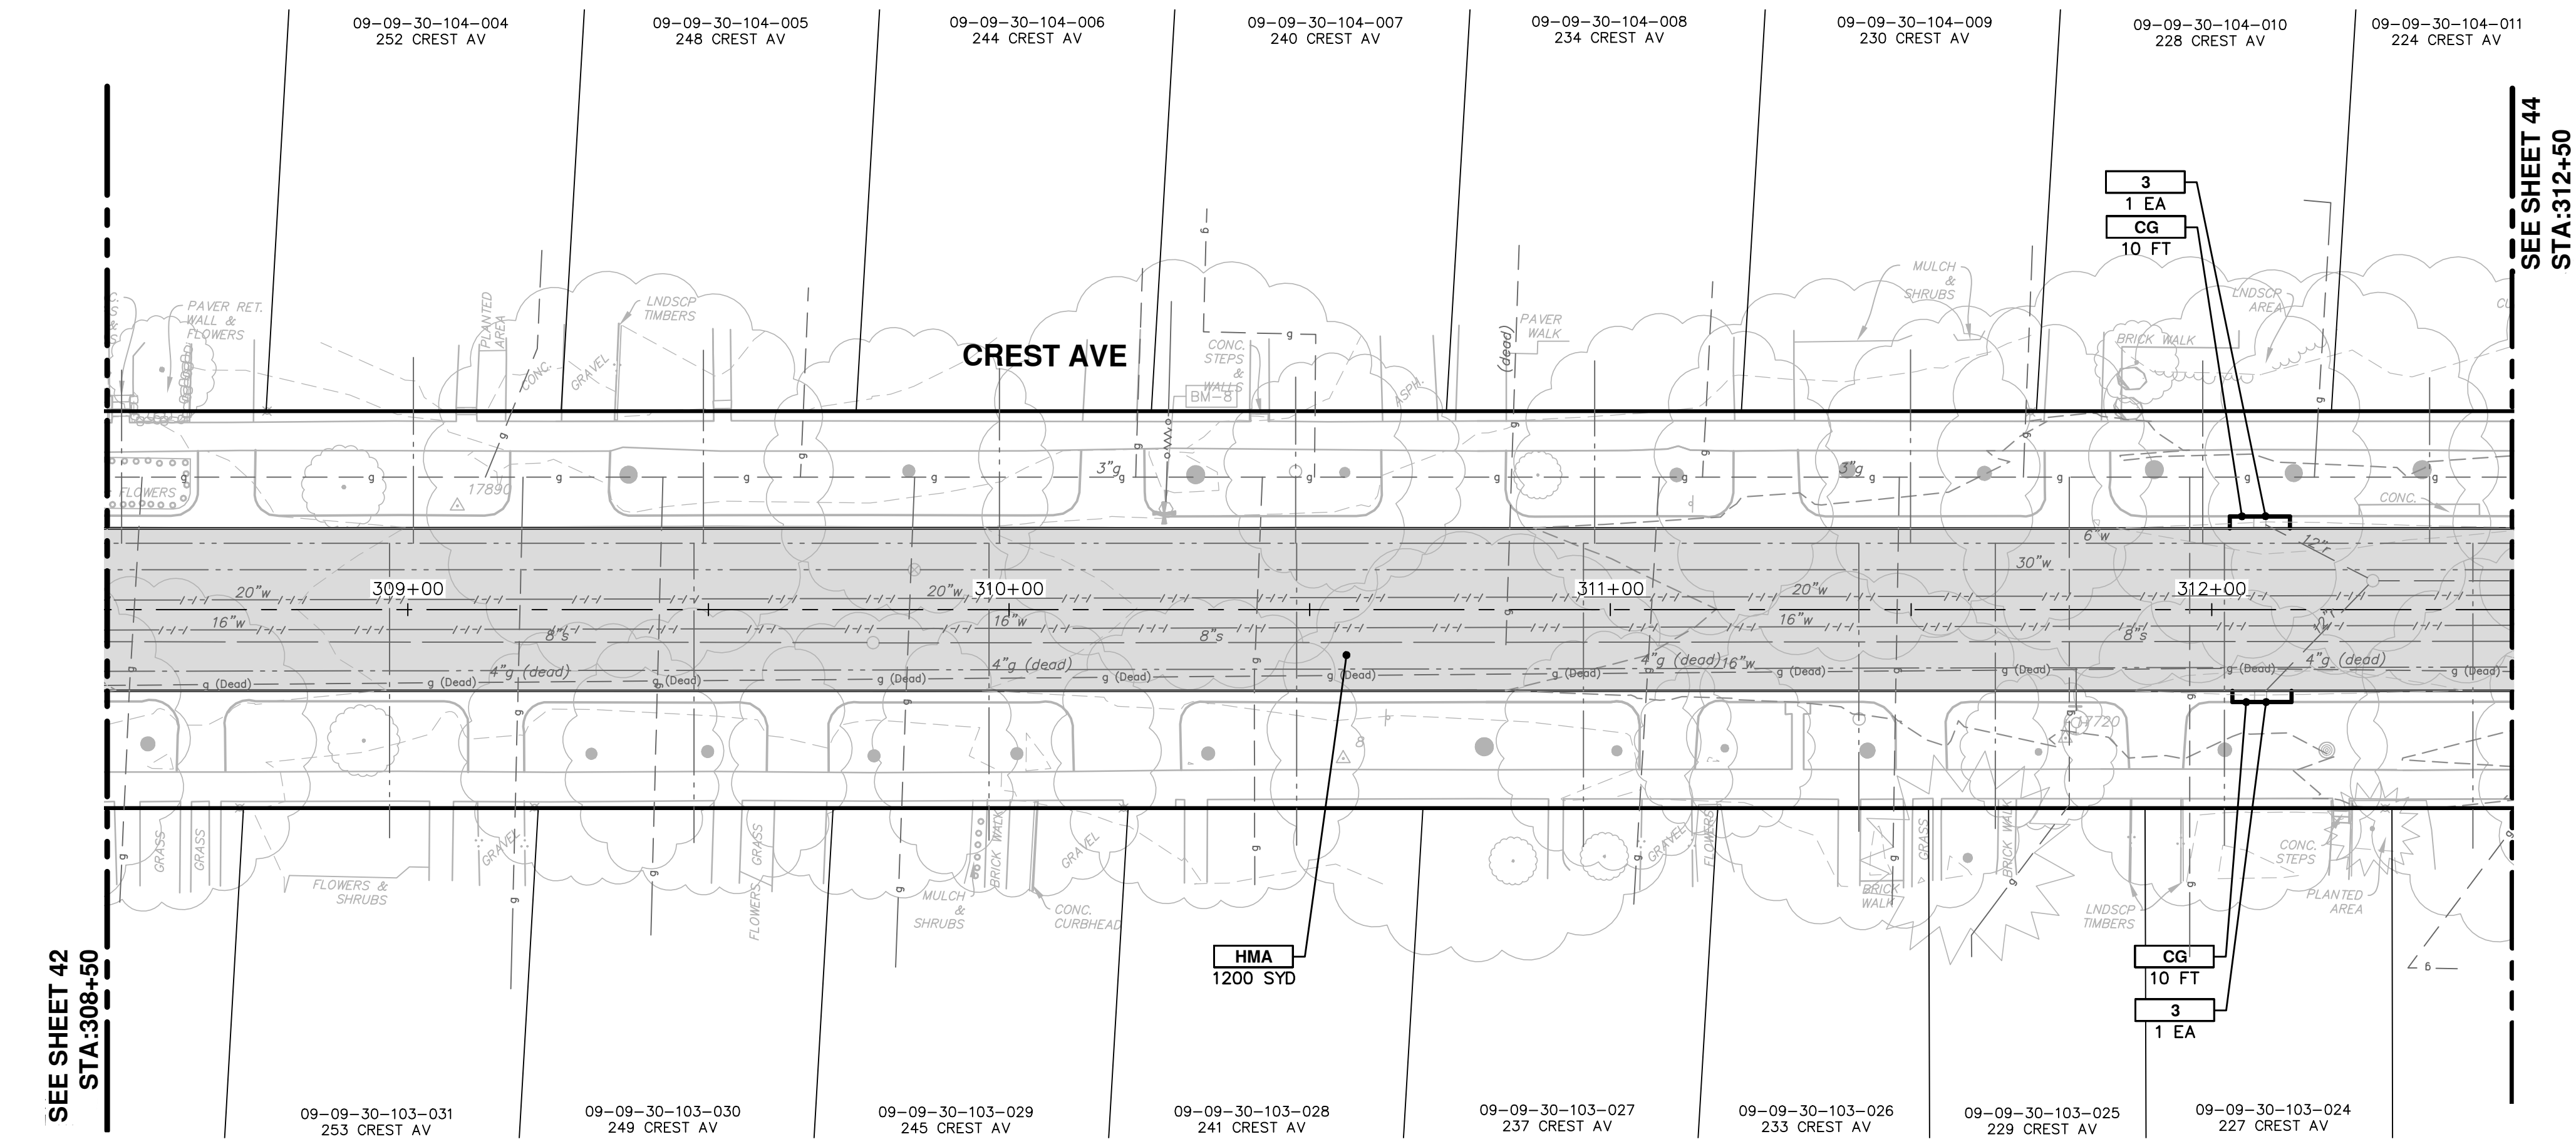 09-09-30-104-004
252 CREST AV
09-09-30-104-005
248 CREST AV
09-09-30-104-006
244 CREST AV
09-09-30-104-007
240 CREST AV
09-09-30-104-008
234 CREST AV
09-09-30-104-009
230 CREST AV
09-09-30-104-010
228 CREST AV
09-09-30-104-011
224 CREST AV
SEE SHEET 44
STA:312+50
3
1 EA
CG
10 FT
PAVER RET.
WALL &
FLOWERS
PLANTED
AREA
CONC.
GRAVEL
LNDSCP
TIMBERS
CREST AVE
CONC.
STEPS
&
WALLS
BM-8
ASPH.
(dead)
PAVER
WALK
MULCH
&
SHRUBS
BRICK WALK
LNDSCP
AREA
g
g
g
g
g
g
g
g
FLOWERS
g
g
g
17890
g
g
3"g
g
g
g
g
3"g
g
g
g
g
CONC.
6"w
12"r
30"w
20"w
309+00
20"w
310+00
311+00
20"w
312+00
16"w
8"s
16"w
8"s
16"w
8"s
12"r
4"g (dead)
4"g (dead)
4"g (dead)
16"w
4"g (dead)
g (Dead)
g (Dead)
g (Dead)
g (Dead)
g (Dead)
g (Dead)
g (Dead)
g (Dead)
g (Dead)
g (Dead)
g (Dead)
8
17720
GRASS
GRASS
FLOWERS &
SHRUBS
GRAVEL
GRASS
FLOWERS
MULCH
&
SHRUBS
BRICK WALK
CONC.
CURBHEAD
GRAVEL
GRAVEL
FLOWERS
BRICK
WALK
GRASS
BRICK WALK
LNDSCP
TIMBERS
CONC.
STEPS
PLANTED
AREA
HMA
1200 SYD
CG
10 FT
3
1 EA
SEE SHEET 42
STA:308+50
09-09-30-103-031
253 CREST AV
09-09-30-103-030
249 CREST AV
09-09-30-103-029
245 CREST AV
09-09-30-103-028
241 CREST AV
09-09-30-103-027
237 CREST AV
09-09-30-103-026
233 CREST AV
09-09-30-103-025
229 CREST AV
09-09-30-103-024
227 CREST AV